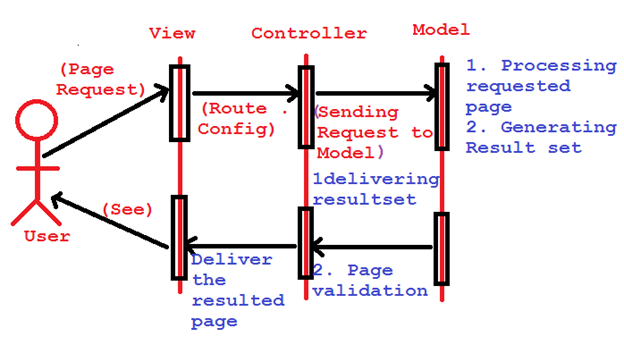 View
Controller
Model
(Page
Request)
(Route .
Config)
(Sending
Request to
Model)
1. Processing
requested
page
2. Generating
Result set
User
(See)
1delivering
resultset
Deliver
the
resulted
page
2. Page
validation